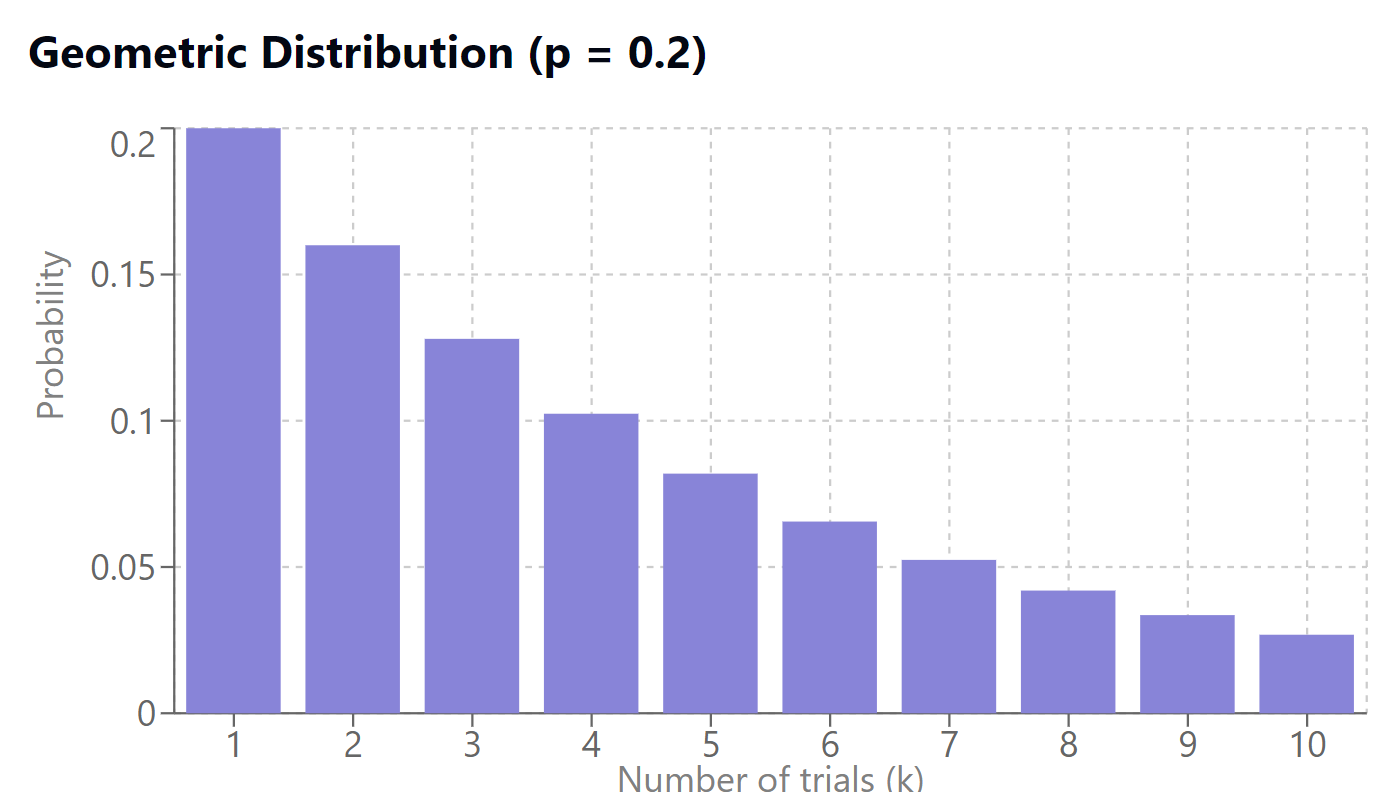 Geometric Distribution (p = 0.2)
0.2
0.15
0.1
0.05
0
Probability
1 2 3 4 5 6 7 8 9 10
Number of trials (k)